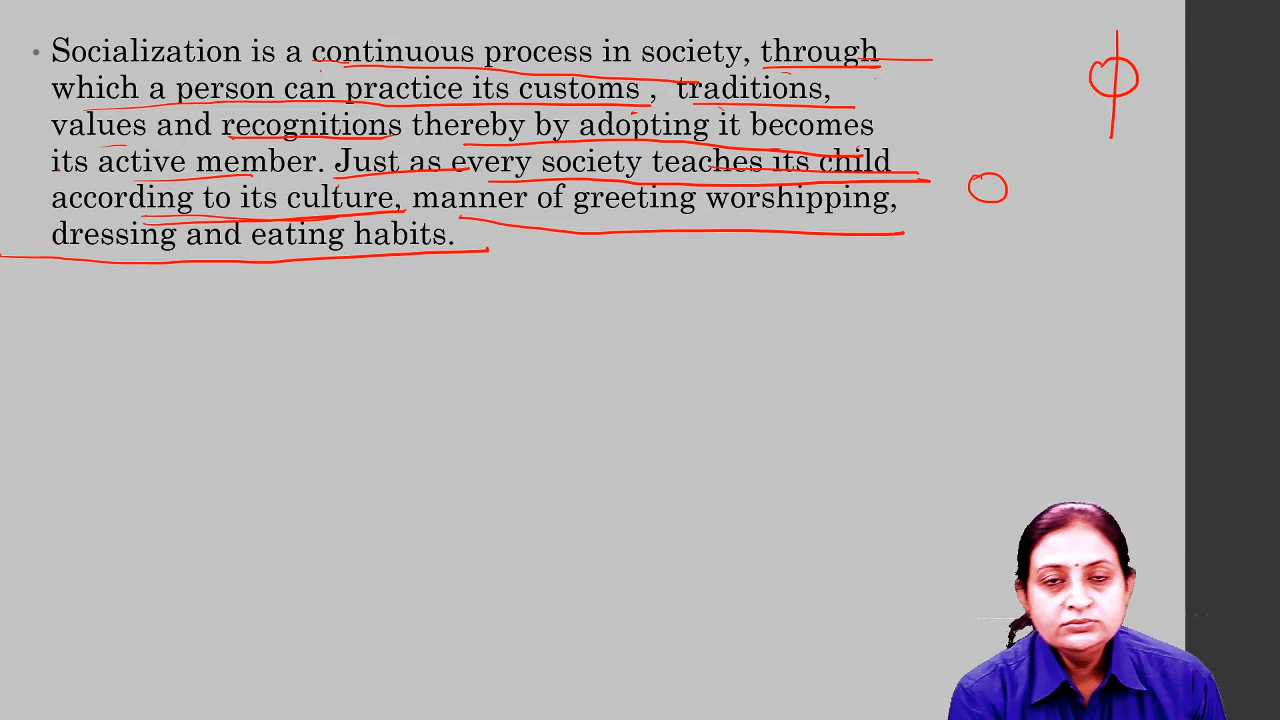 • Socialization is a continuous process in society, through
which a person can practice its customs , traditions,
values and recognitions thereby by adopting it becomes
its active member. Just as every society teaches its child
according to its culture, manner of greeting worshipping,
dressing and eating habits.